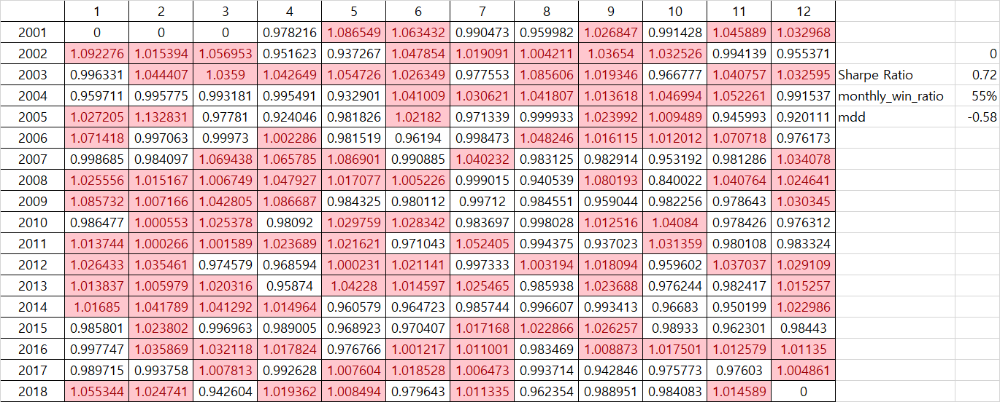 1 2 3 4 5 6 7 8 9 10 11 12
2001 0 0 0 0.978216 1.086549 1.063432 0.990473 0.959982 1.026847 0.991428 1.045889 1.032968
2002 1.092276 1.015394 1.056953 0.951623 0.937267 1.047854 1.019091 1.004211 1.03654 1.032526 0.994139 0.955371 0
2003 0.996331 1.044407 1.0359 1.042649 1.054726 1.026349 0.977553 1.085606 1.019346 0.966777 1.040757 1.032595 Sharpe Ratio 0.72
2004 0.959711 0.995775 0.993181 0.995491 0.932901 1.041009 1.030621 1.041807 1.013618 1.046994 1.052261 0.991537 monthly_win_ratio 55%
2005 1.027205 1.132831 0.97781 0.924046 0.981826 1.02182 0.971339 0.999933 1.023992 1.009489 0.945993 0.920111 mdd -0.58
2006 1.071418 0.997063 0.99973 1.002286 0.981519 0.96194 0.998473 1.048246 1.016115 1.012012 1.070718 0.976173
2007 0.998685 0.984097 1.069438 1.065785 1.086901 0.990885 1.040232 0.983125 0.982914 0.953192 0.981286 1.034078
2008 1.025556 1.015167 1.006749 1.047927 1.017077 1.005226 0.999015 0.940539 1.080193 0.840022 1.040764 1.024641
2009 1.085732 1.007166 1.042805 1.086687 0.984325 0.980112 0.99712 0.984551 0.959044 0.982256 0.978643 1.030345
2010 0.986477 1.000553 1.025378 0.98092 1.029759 1.028342 0.983697 0.998028 1.012516 1.04084 0.978426 0.976312
2011 1.013744 1.000266 1.001589 1.023689 1.021621 0.971043 1.052405 0.994375 0.937023 1.031359 0.980108 0.983324
2012 1.026433 1.035461 0.974579 0.968594 1.000231 1.021141 0.997333 1.003194 1.018094 0.959602 1.037037 1.029109
2013 1.013837 1.005979 1.020316 0.95874 1.04228 1.014597 1.025465 0.985938 1.023688 0.976244 0.982417 1.015257
2014 1.01685 1.041789 1.041292 1.014964 0.960579 0.964723 0.985744 0.996607 0.993413 0.96683 0.950199 1.022986
2015 0.985801 1.023802 0.996963 0.989005 0.968923 0.970407 1.017168 1.022866 1.026257 0.98933 0.962301 0.98443
2016 0.997747 1.035869 1.032118 1.017824 0.976766 1.001217 1.011001 0.983469 1.008873 1.017501 1.012579 1.01135
2017 0.989715 0.993758 1.007813 0.992628 1.007604 1.018528 1.006473 0.993714 0.942846 0.975773 0.97603 1.004861
2018 1.055344 1.024741 0.942604 1.019362 1.008494 0.979643 1.011335 0.962354 0.988951 0.984083 1.014589 0